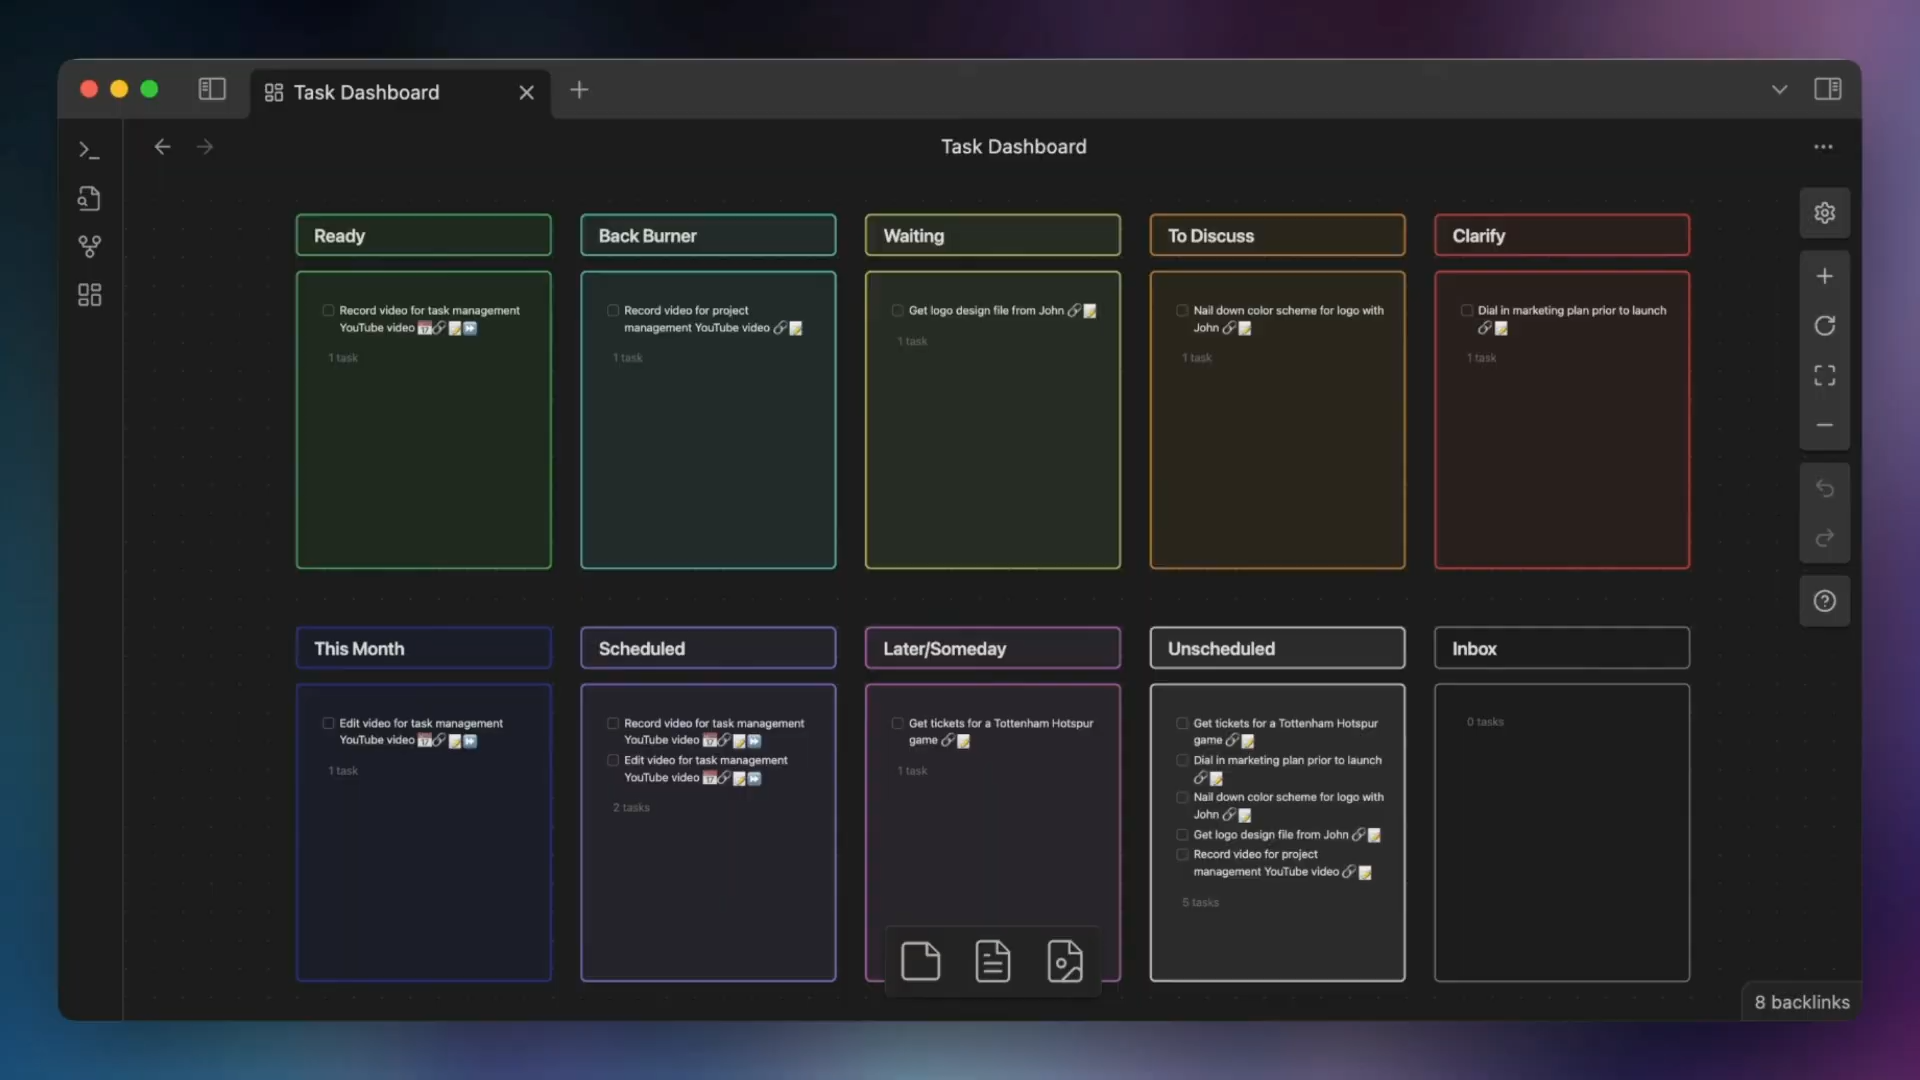 Task Dashboard
Task Dashboard
Ready
Record video for task management
YouTube video 📅🔗 📝⏩
1 task
Back Burner
Record video for project
management YouTube video 🔗 📝
1 task
Waiting
Get logo design file from John 🔗 📝
1 task
To Discuss
Nail down color scheme for logo with
John 🔗 📝
1 task
Clarify
Dial in marketing plan prior to launch
🔗 📝
1 task
This Month
Edit video for task management
YouTube video 📅🔗 📝⏩
1 task
Scheduled
Record video for task management
YouTube video 📅🔗 📝⏩
Edit video for task management
YouTube video 📅🔗 📝⏩
2 tasks
Later/Someday
Get tickets for a Tottenham Hotspur
game 🔗 📝
1 task
Unscheduled
Get tickets for a Tottenham Hotspur
game 🔗 📝
Dial in marketing plan prior to launch
🔗 📝
Nail down color scheme for logo with
John 🔗 📝
Get logo design file from John 🔗 📝
Record video for project
management YouTube video 🔗 📝
5 tasks
Inbox
0 tasks
8 backlinks